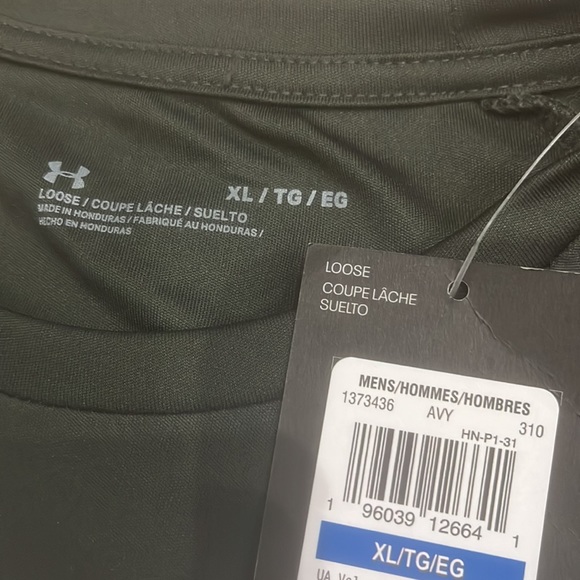 LOOSE / COUPE LÂCHE / SUELTO
XL / TG / EG
MADE IN HONDURAS / FABRIQUÉ AU HONDURAS /
HECHO EN HONDURAS
LOOSE
COUPE LÂCHE
SUELTO
MENS/HOMMES/HOMBRES
1373436 AVY 310
HN-P1-31
1 96039 12664 1
XL/TG/EG
UA